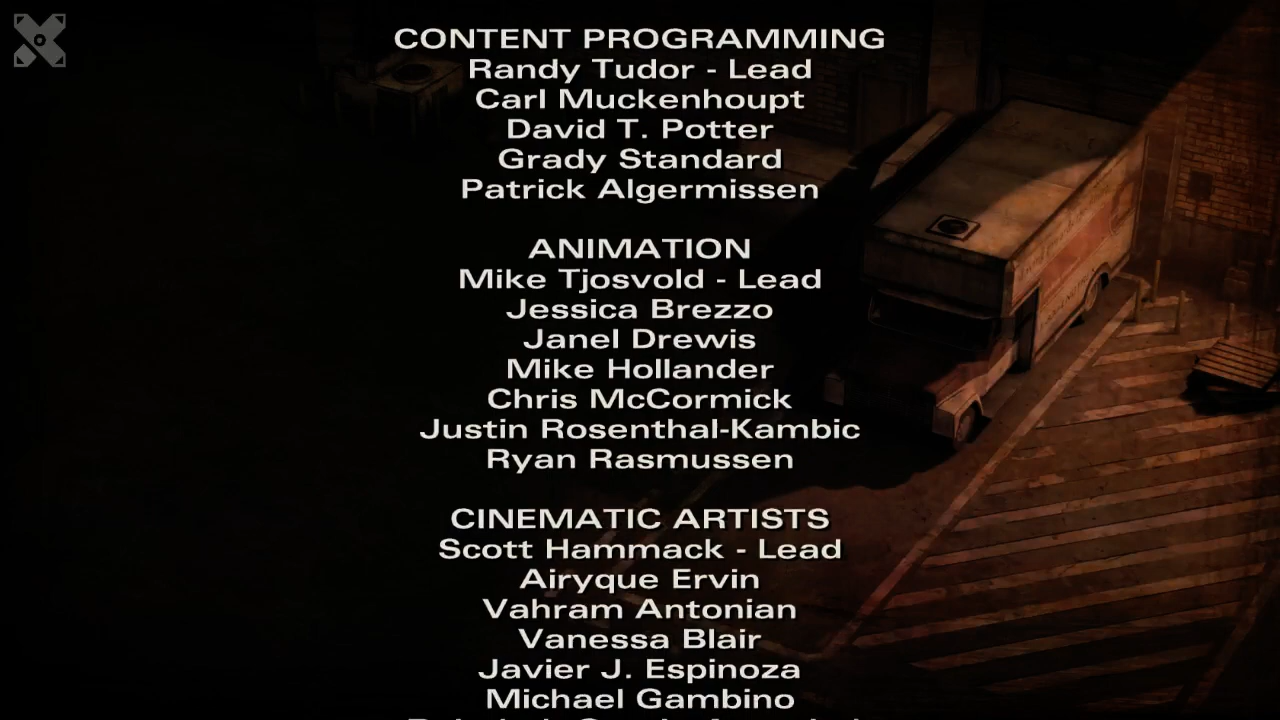 CONTENT PROGRAMMING
Randy Tudor - Lead
Carl Muckenhoupt
David T. Potter
Grady Standard
Patrick Algermissen
ANIMATION
Mike Tjosvold - Lead
Jessica Brezzo
Janel Drewis
Mike Hollander
Chris McCormick
Justin Rosenthal-Kambic
Ryan Rasmussen
CINEMATIC ARTISTS
Scott Hammack - Lead
Airyque Ervin
Vahram Antonian
Vanessa Blair
Javier J. Espinoza
Michael Gambino